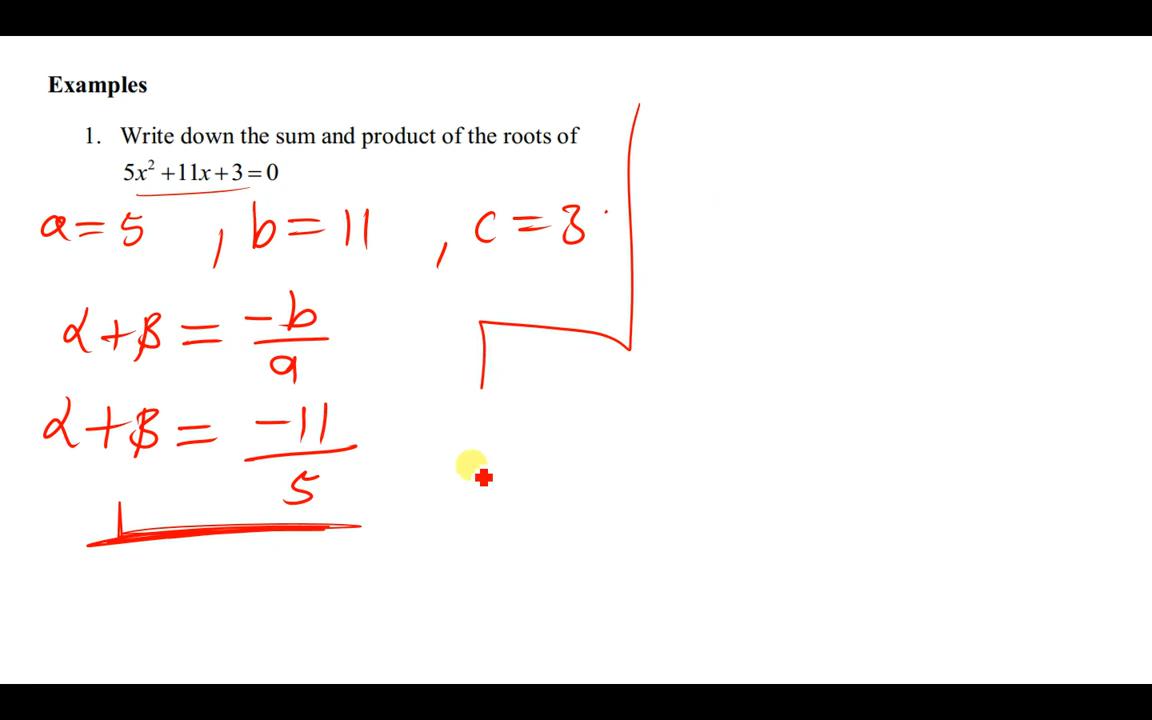 Examples
1. Write down the sum and product of the roots of
5x² +11x+3=0
a = 5 , b = 11 , c = 3
α + β = -b/a
α + β = -11/5